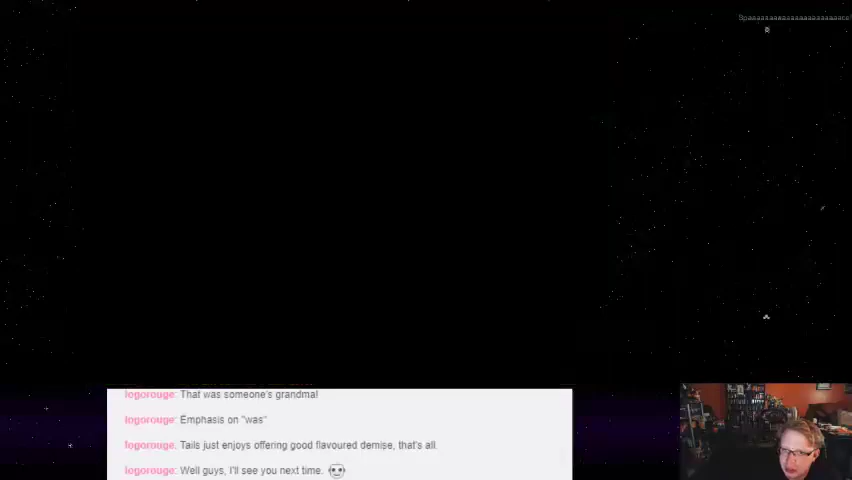 logorouge: That was someone's grandma!
logorouge: Emphasis on "was"
logorouge: Tails just enjoys offering good flavoured demise, that's all.
logorouge: Well guys, I'll see you next time.